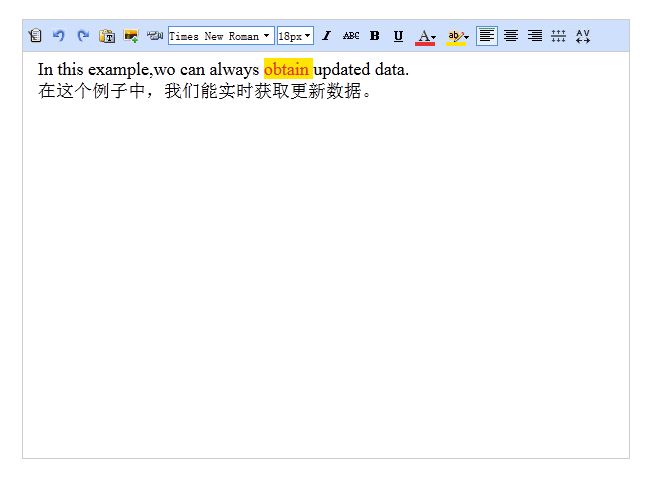 Times New Roman 18px I ABC B U A ab AV
In this example,wo can always obtain updated data.
在这个例子中，我们能实时获取更新数据。